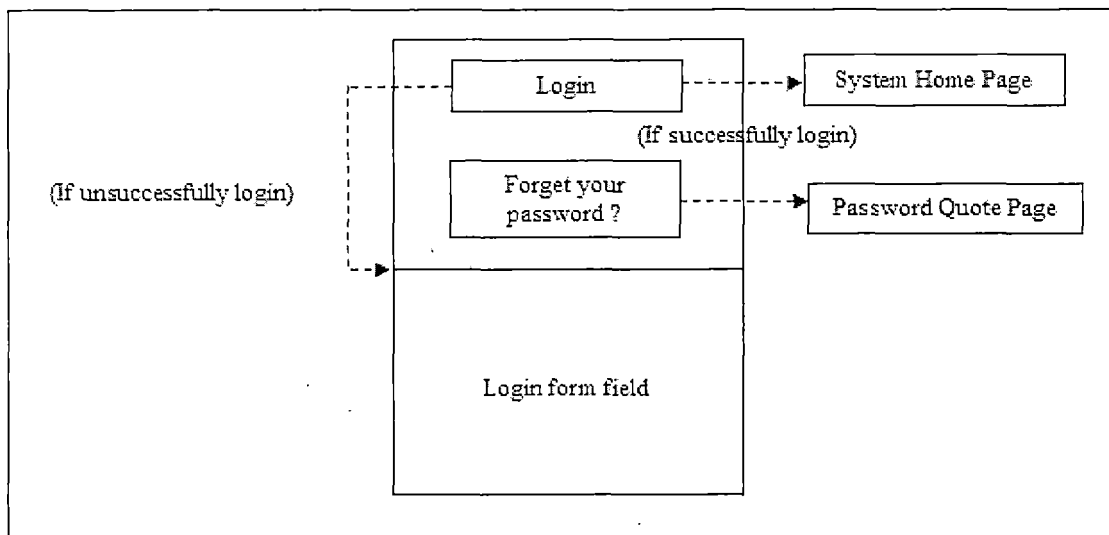 Login
System Home Page
(If successfully login)
(If unsuccessfully login)
Forget your
password ?
Password Quote Page
Login form field